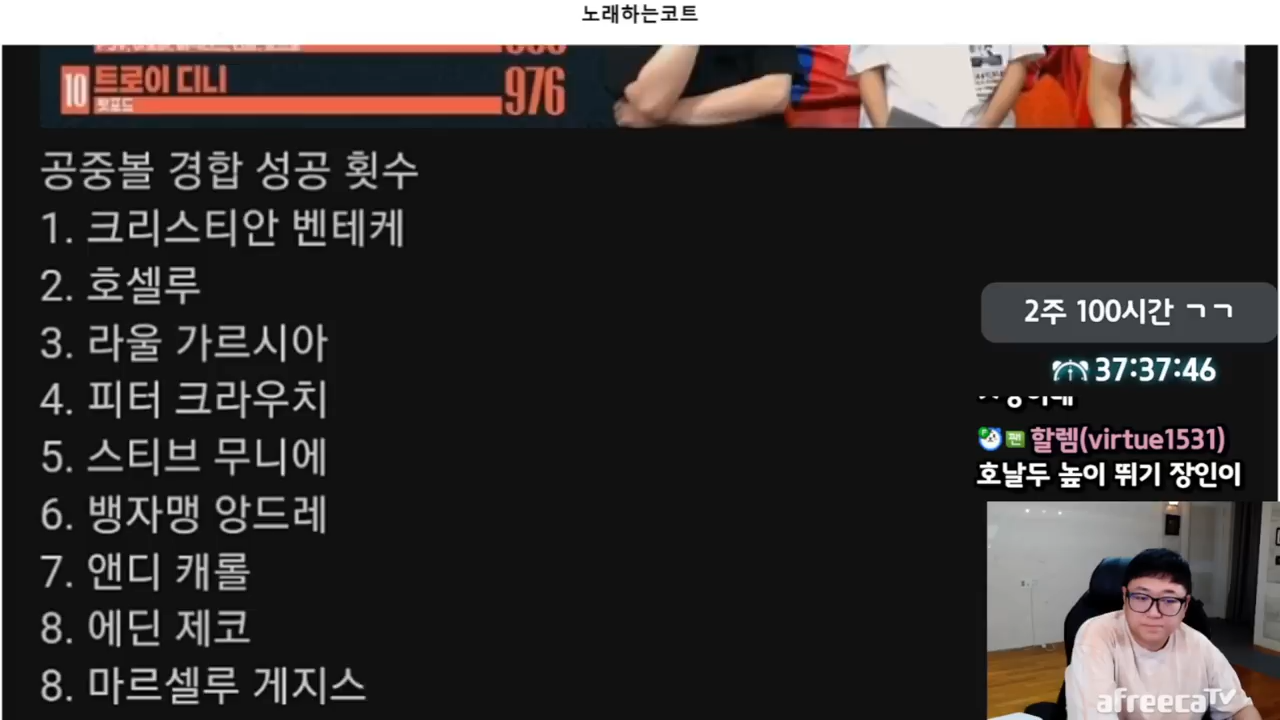 노래하는코트
10 트로이 디니
왓포드
976
공중볼 경합 성공 횟수
1. 크리스티안 벤테케
2. 호셀루
3. 라울 가르시아
4. 피터 크라우치
5. 스티브 무니에
6. 뱅자맹 앙드레
7. 앤디 캐롤
8. 에딘 제코
8. 마르셀루 게지스
2주 100시간 ㄱㄱ
37:37:46
팬 할렘(virtue1531)
호날두 높이 뛰기 장인이
afreecaTV